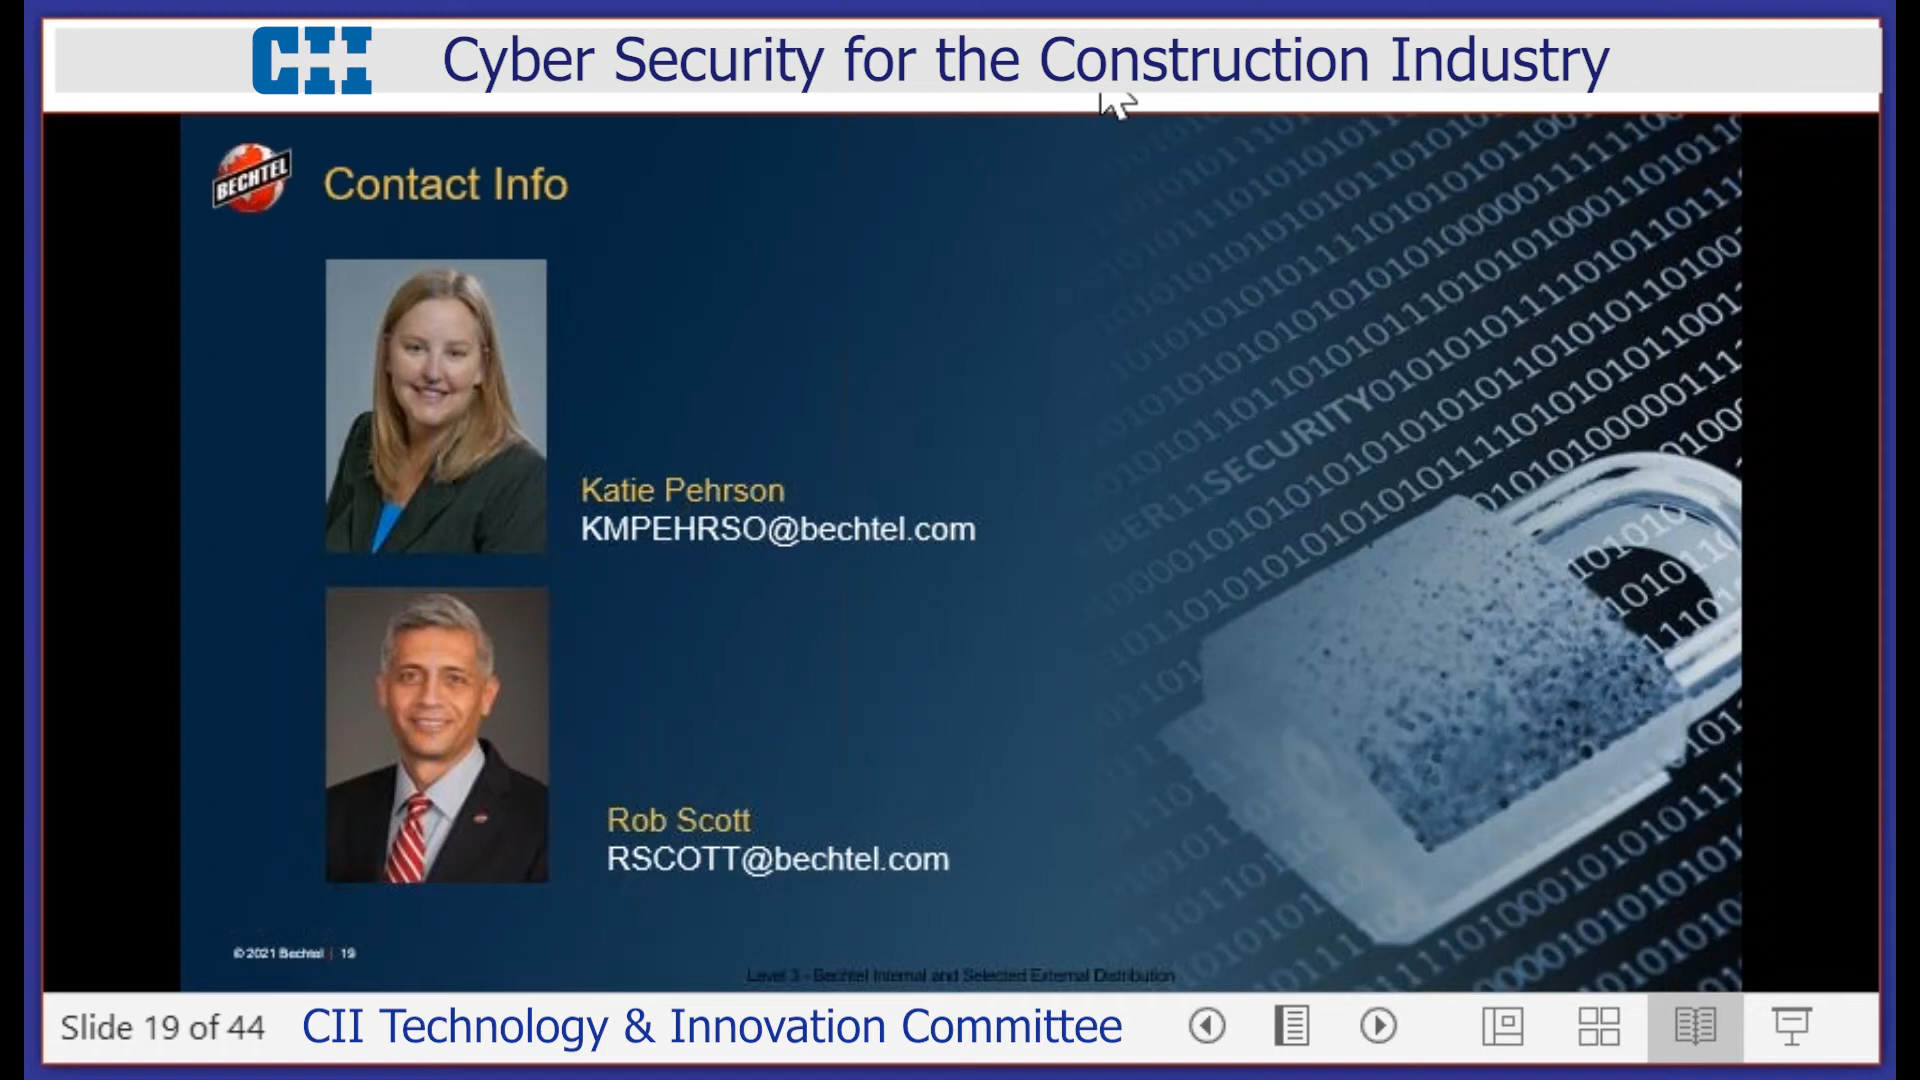 CII Cyber Security for the Construction Industry
BECHTEL Contact Info
Katie Pehrson
KMPEHRSO@bechtel.com
Rob Scott
RSCOTT@bechtel.com
© 2021 Bechtel | 19
Level 3 - Bechtel Internal and Selected External Distribution
Slide 19 of 44 CII Technology & Innovation Committee